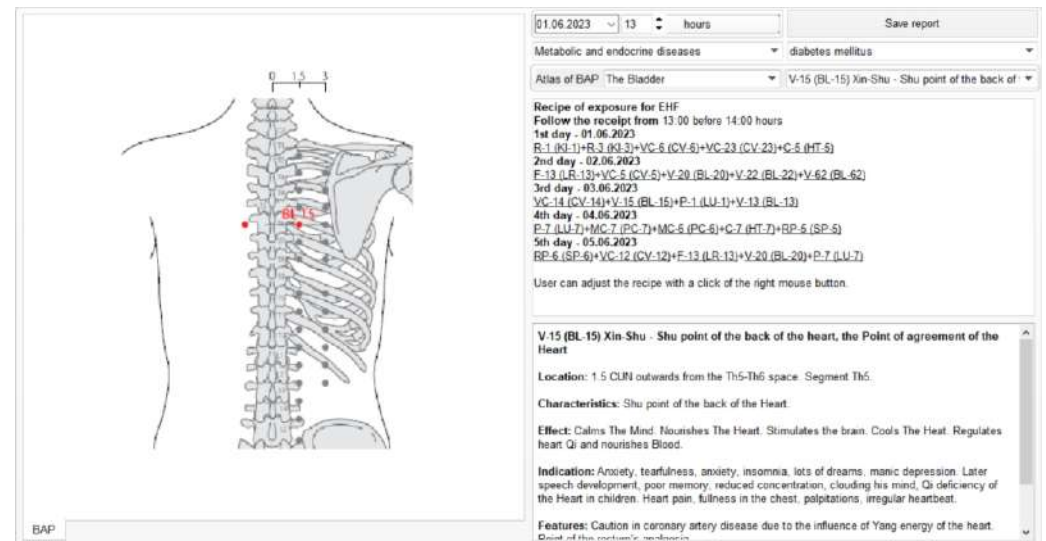 01.06.2023 13 hours Save report
Metabolic and endocrine diseases diabetes mellitus
Atlas of BAP The Bladder V-15 (BL-15) Xin-Shu - Shu point of the back of
0 1.5 3
BL-15
BAP
Recipe of exposure for EHF
Follow the receipt from 13:00 before 14:00 hours
1st day - 01.06.2023
R-1 (KI-1)+R-3 (KI-3)+VC-6 (CV-6)+VC-23 (CV-23)+C-5 (HT-5)
2nd day - 02.06.2023
F-13 (LR-13)+VC-5 (CV-5)+V-20 (BL-20)+V-22 (BL-22)+V-62 (BL-62)
3rd day - 03.06.2023
VC-14 (CV-14)+V-15 (BL-15)+P-1 (LU-1)+V-13 (BL-13)
4th day - 04.06.2023
P-7 (LU-7)+MC-7 (PC-7)+MC-6 (PC-6)+C-7 (HT-7)+RP-5 (SP-5)
5th day - 05.06.2023
RP-6 (SP-6)+VC-12 (CV-12)+F-13 (LR-13)+V-20 (BL-20)+P-7 (LU-7)
User can adjust the recipe with a click of the right mouse button.
V-15 (BL-15) Xin-Shu - Shu point of the back of the heart, the Point of agreement of the
Heart
Location: 1.5 CUN outwards from the Th5-Th6 space. Segment Th5.
Characteristics: Shu point of the back of the Heart.
Effect: Calms The Mind. Nourishes The Heart. Stimulates the brain. Cools The Heat. Regulates
heart Qi and nourishes Blood.
Indication: Anxiety, tearfulness, anxiety, insomnia, lots of dreams, manic depression. Later
speech development, poor memory, reduced concentration, clouding his mind, Qi deficiency of
the Heart in children. Heart pain, fullness in the chest, palpitations, irregular heartbeat.
Features: Caution in coronary artery disease due to the influence of Yang energy of the heart.